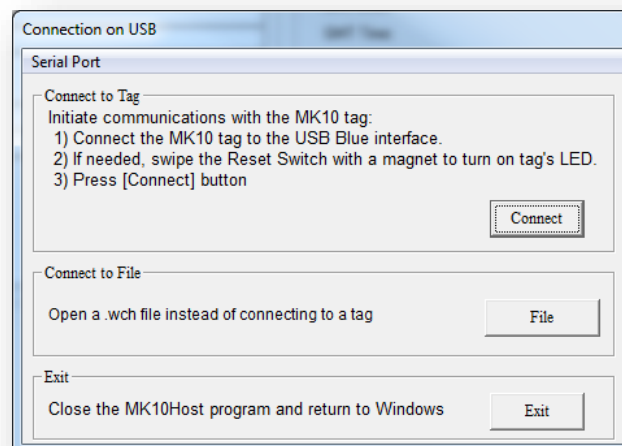 Connection on USB
Serial Port
Connect to Tag
Initiate communications with the MK10 tag:
1) Connect the MK10 tag to the USB Blue interface.
2) If needed, swipe the Reset Switch with a magnet to turn on tag's LED.
3) Press [Connect] button
Connect
Connect to File
Open a .wch file instead of connecting to a tag
File
Exit
Close the MK10Host program and return to Windows
Exit